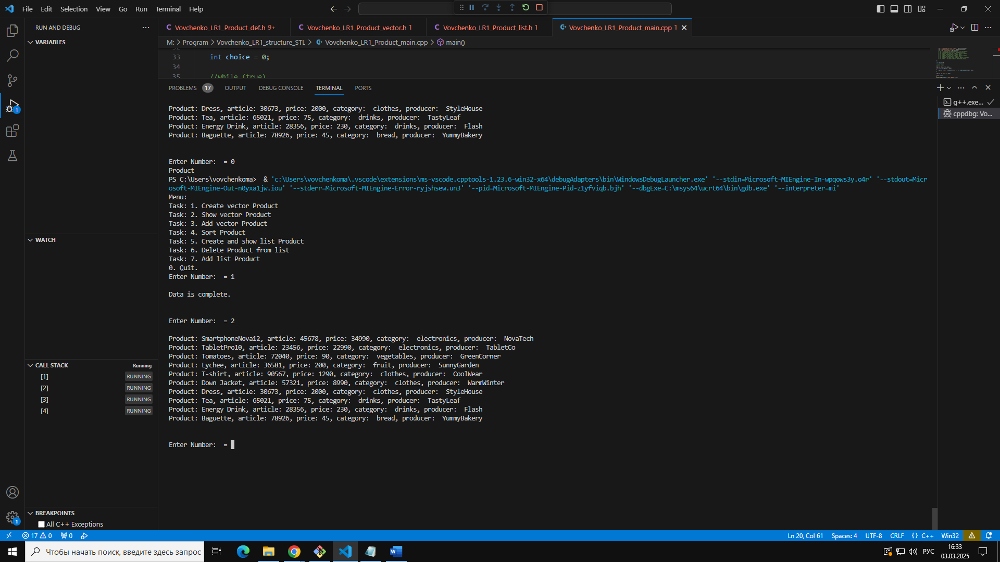 File Edit Selection View Go Run Terminal Help
RUN AND DEBUG
Vovchenko_LR1_Product_def.h 9+
Vovchenko_LR1_Product_vector.h 1
Vovchenko_LR1_Product_list.h 1
Vovchenko_LR1_Product_main.cpp 1
M: > Program > Vovchenko_LR1_structure_STL > Vovchenko_LR1_Product_main.cpp > main()
VARIABLES
33 int choice = 0;
34
35 //while (true)
PROBLEMS 17 OUTPUT DEBUG CONSOLE TERMINAL PORTS
g++.exe...
cppdbg: Vo...
Product: Dress, article: 30673, price: 2000, category:  clothes, producer:  StyleHouse
Product: Tea, article: 65021, price: 75, category:  drinks, producer:  TastyLeaf
Product: Energy Drink, article: 28356, price: 230, category:  drinks, producer:  Flash
Product: Baguette, article: 78926, price: 45, category:  bread, producer:  YummyBakery
Enter Number:  = 0
Product
PS C:\Users\vovchenkoma>  & 'c:\Users\vovchenkoma\.vscode\extensions\ms-vscode.cpptools-1.23.6-win32-x64\debugAdapters\bin\WindowsDebugLauncher.exe' '--stdin=Microsoft-MIEngine-In-wpqows3y.o4r' '--stdout=Micr
osoft-MIEngine-Out-n0yxa1jw.iou' '--stderr=Microsoft-MIEngine-Error-ryjshsew.un3' '--pid=Microsoft-MIEngine-Pid-z1yfviqb.bjh' '--dbgExe=C:\msys64\ucrt64\bin\gdb.exe' '--interpreter=mi'
Menu:
Task: 1. Create vector Product
Task: 2. Show vector Product
Task: 3. Add vector Product
Task: 4. Sort Product
Task: 5. Create and show list Product
Task: 6. Delete Product from list
Task: 7. Add list Product
0. Quit.
Enter Number:  = 1
Data is complete.
Enter Number:  = 2
Product: SmartphoneNova12, article: 45678, price: 34990, category:  electronics, producer:  NovaTech
Product: TabletPro10, article: 23456, price: 22990, category:  electronics, producer:  TabletCo
Product: Tomatoes, article: 72040, price: 90, category:  vegetables, producer:  GreenCorner
Product: Lychee, article: 36581, price: 200, category:  fruit, producer:  SunnyGarden
Product: T-shirt, article: 90567, price: 1290, category:  clothes, producer:  CoolWear
Product: Down Jacket, article: 57321, price: 8990, category:  clothes, producer:  WarmWinter
Product: Dress, article: 30673, price: 2000, category:  clothes, producer:  StyleHouse
Product: Tea, article: 65021, price: 75, category:  drinks, producer:  TastyLeaf
Product: Energy Drink, article: 28356, price: 230, category:  drinks, producer:  Flash
Product: Baguette, article: 78926, price: 45, category:  bread, producer:  YummyBakery
Enter Number:  =
WATCH
CALL STACK Running
[1] RUNNING
[2] RUNNING
[3] RUNNING
[4] RUNNING
BREAKPOINTS
All C++ Exceptions
1
1
17 0 0
Ln 20, Col 61 Spaces: 4 UTF-8 CRLF {} C++ Win32
Чтобы начать поиск, введите здесь запрос
РУС
16:33
03.03.2025